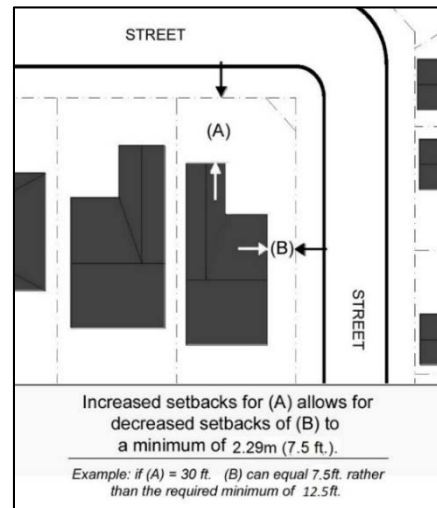 STREET
(A)
(B)
STREET
Increased setbacks for (A) allows for
decreased setbacks of (B) to
a minimum of 2.29m (7.5 ft.).
Example: if (A) = 30 ft. (B) can equal 7.5ft. rather
than the required minimum of 12.5ft.